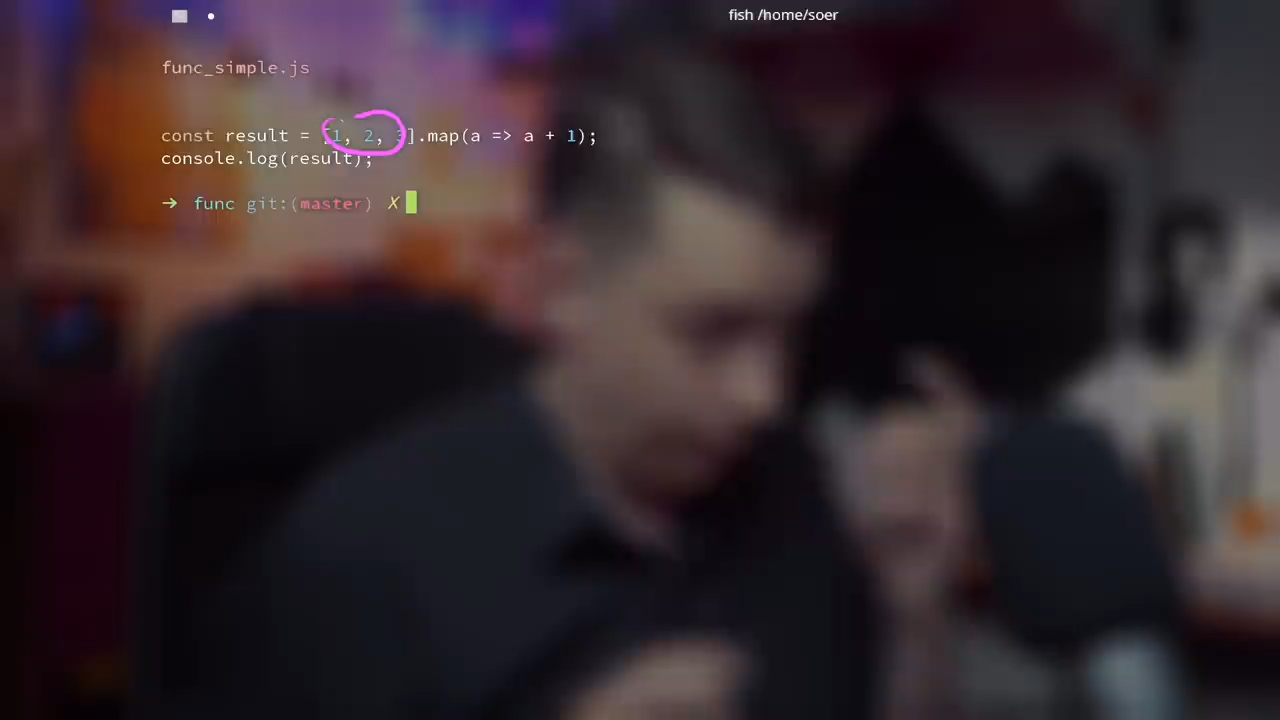 fish /home/soer
func_simple.js
const result = [1, 2, 3].map(a => a + 1);
console.log(result);
→ func git:(master) ✗